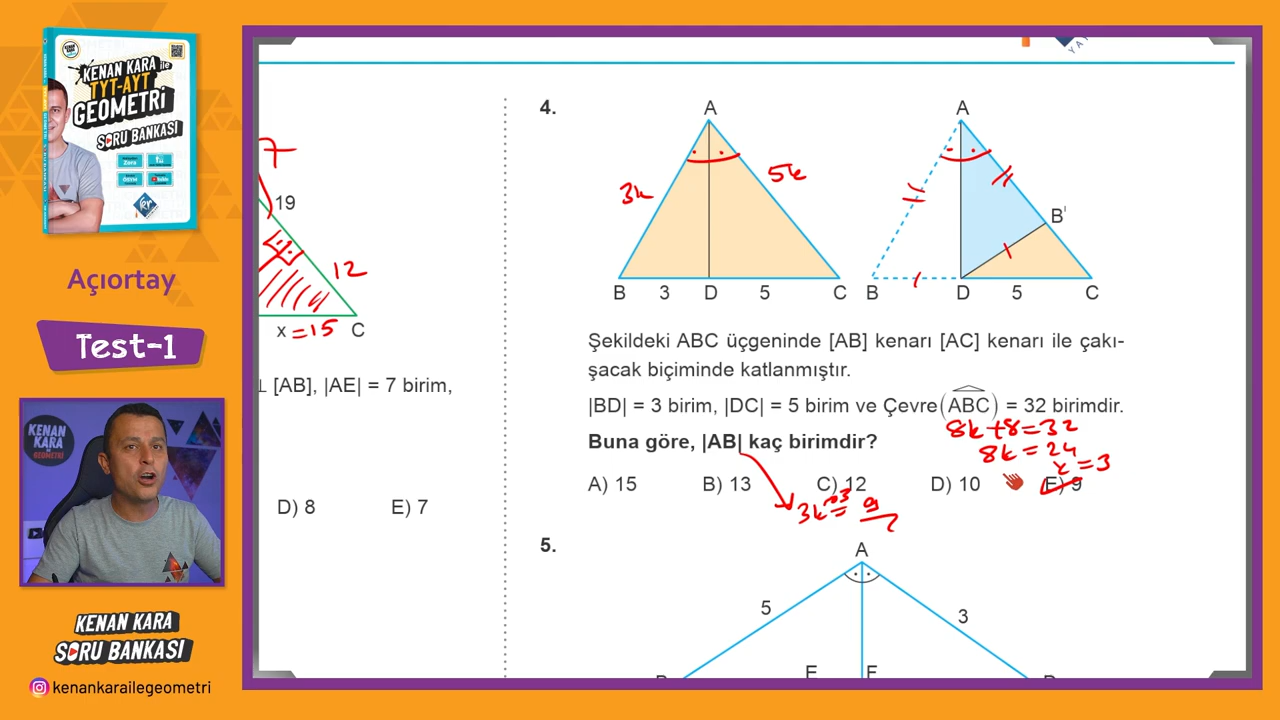 KENAN KARA ile
TYT-AYT
GEOMETRİ
SORU BANKASI
Açıortay
Test-1
KENAN
KARA
KENAN KARA
SORU BANKASI
kenankarailegeometri
7
19
12
x = 15 C
⊥ [AB], |AE| = 7 birim,
D) 8 E) 7
4.
A
3k
5k
B 3 D 5 C
A
B'
B D 5 C
Şekildeki ABC üçgeninde [AB] kenarı [AC] kenarı ile çakı-
şacak biçiminde katlanmıştır.
|BD| = 3 birim, |DC| = 5 birim ve Çevre(ABC) = 32 birimdir.
8k+8=32
Buna göre, |AB| kaç birimdir?
8k = 24
k = 3
A) 15 B) 13 C) 12 D) 10 E) 9
3k = 9
5.
A
5
3
E F